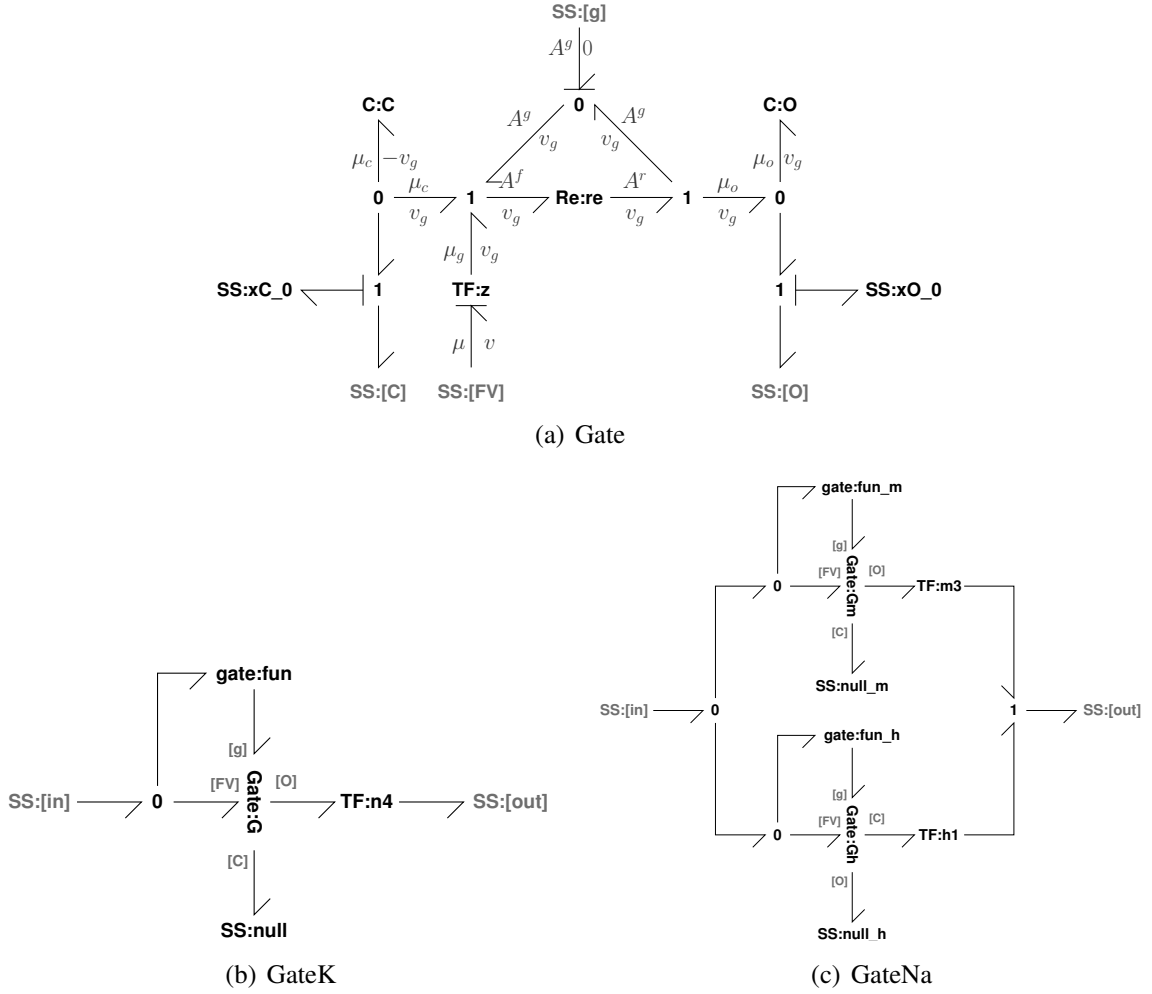 SS:[g]
A^g 0
0
C:C
C:O
A^g v_g
A^g v_g
μ_c −v_g
μ_o v_g
0
μ_c v_g
1
A^f v_g
Re:re
A^r v_g
1
μ_o v_g
0
μ_g v_g
SS:xC_0
1
TF:z
1
SS:xO_0
μ v
SS:[C]
SS:[FV]
SS:[O]
(a) Gate
gate:fun
[g]
SS:[in]
0
[FV]
Gate:G
[O]
TF:n4
SS:[out]
[C]
SS:null
(b) GateK
gate:fun_m
[g]
0
[FV]
Gate:Gm
[O]
TF:m3
[C]
SS:null_m
SS:[in]
0
1
SS:[out]
gate:fun_h
[g]
0
[FV]
Gate:Gh
[C]
TF:h1
[O]
SS:null_h
(c) GateNa